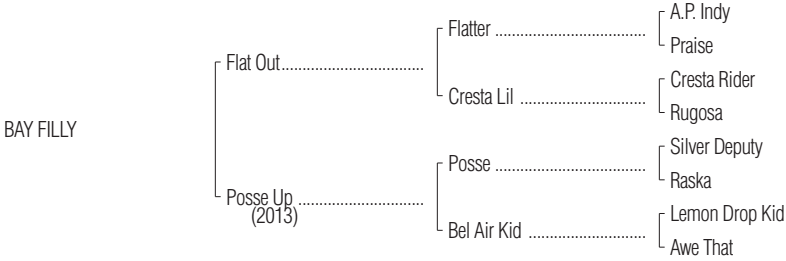 A.P. Indy
Flatter ......................................
Praise
Flat Out....................................
Cresta Rider
Cresta Lil ................................
Rugosa
BAY FILLY
Silver Deputy
Posse ......................................
Raska
Posse Up ................................
(2013)
Lemon Drop Kid
Bel Air Kid ..............................
Awe That